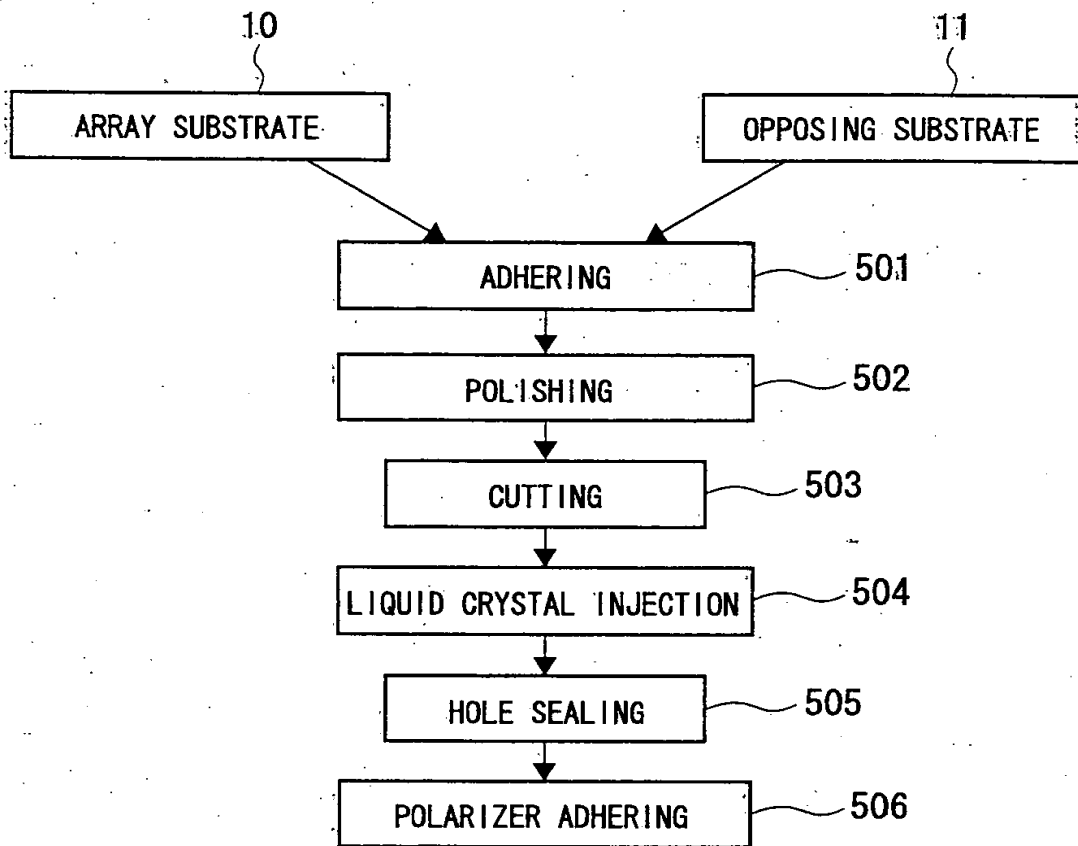 10
11
ARRAY SUBSTRATE
OPPOSING SUBSTRATE
ADHERING
501
POLISHING
502
CUTTING
503
LIQUID CRYSTAL INJECTION
504
HOLE SEALING
505
POLARIZER ADHERING
506